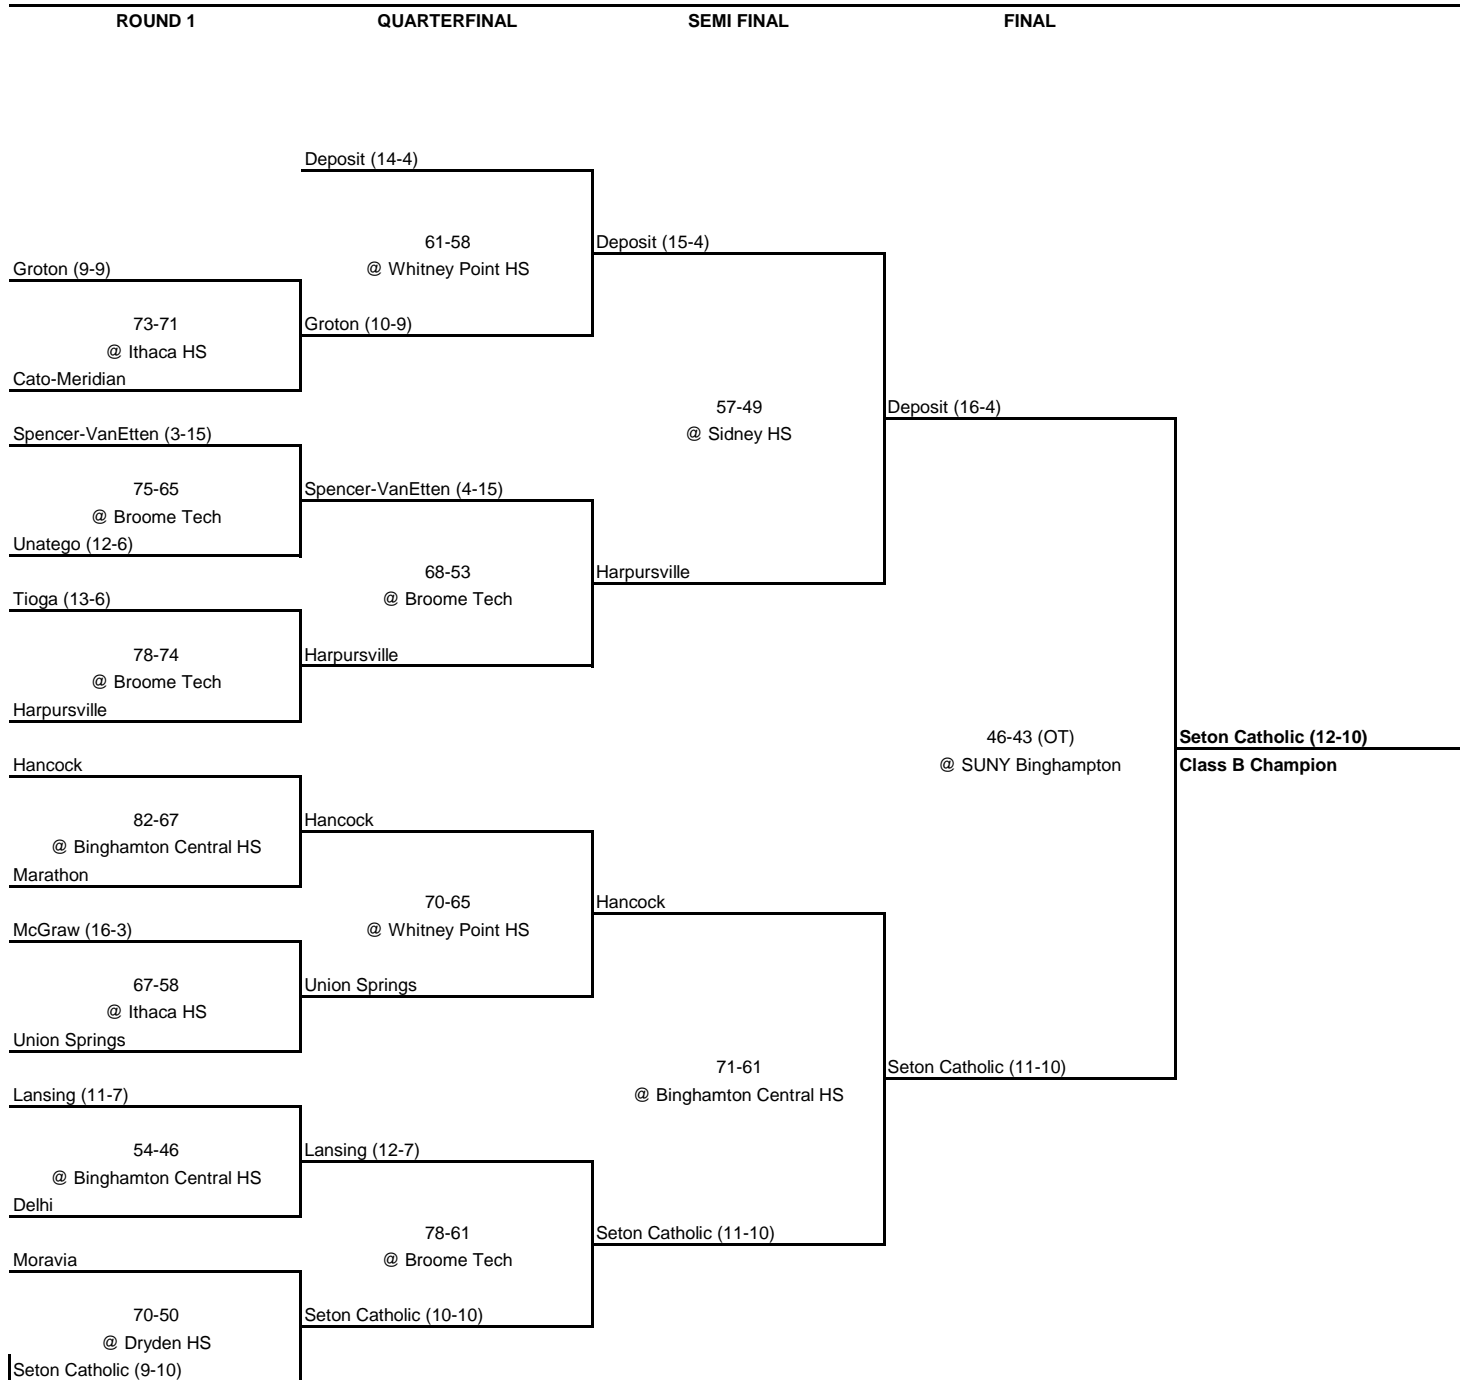 ROUND 1 QUARTERFINAL SEMI FINAL FINAL
Deposit (14-4)
61-58 Deposit (15-4)
Groton (9-9) @ Whitney Point HS
73-71 Groton (10-9)
@ Ithaca HS
Cato-Meridian
57-49 Deposit (16-4)
Spencer-VanEtten (3-15) @ Sidney HS
75-65 Spencer-VanEtten (4-15)
@ Broome Tech
Unatego (12-6)
68-53 Harpursville
Tioga (13-6) @ Broome Tech
78-74 Harpursville
@ Broome Tech
Harpursville
46-43 (OT) Seton Catholic (12-10)
Hancock @ SUNY Binghampton Class B Champion
82-67 Hancock
@ Binghamton Central HS
Marathon
70-65 Hancock
McGraw (16-3) @ Whitney Point HS
67-58 Union Springs
@ Ithaca HS
Union Springs
71-61 Seton Catholic (11-10)
Lansing (11-7) @ Binghamton Central HS
54-46 Lansing (12-7)
@ Binghamton Central HS
Delhi
78-61 Seton Catholic (11-10)
Moravia @ Broome Tech
70-50 Seton Catholic (10-10)
@ Dryden HS
Seton Catholic (9-10)